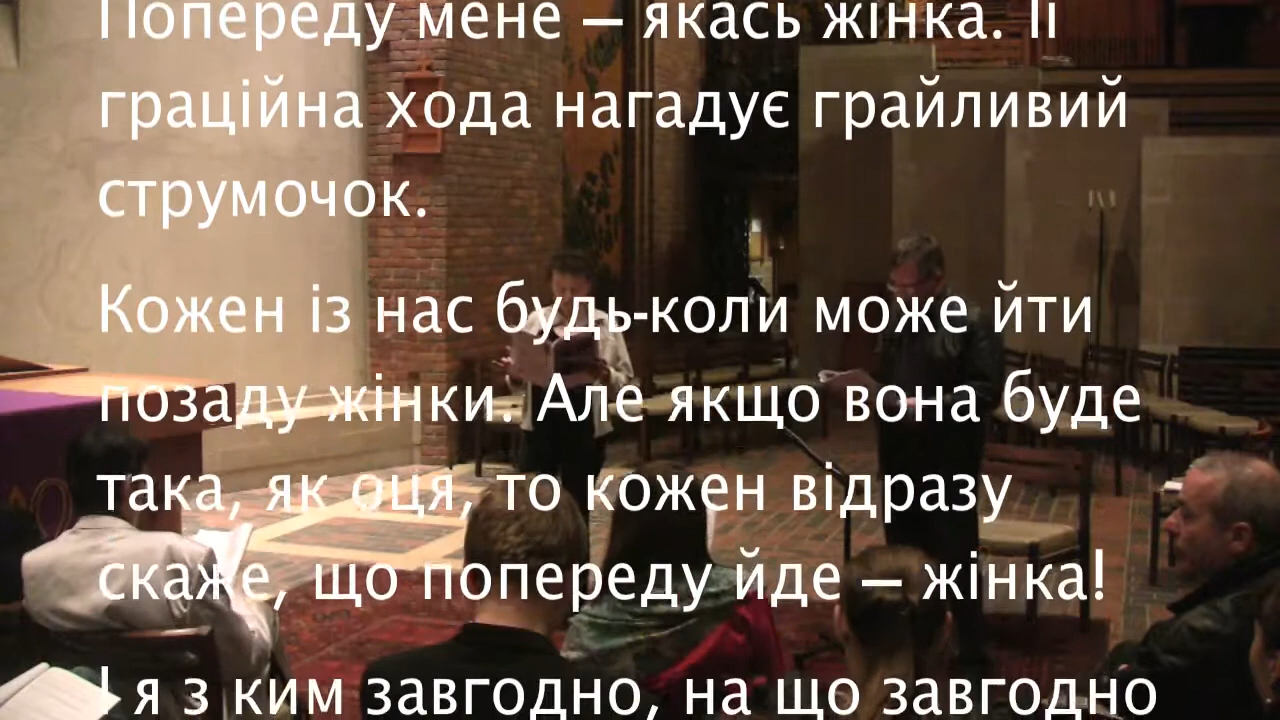 Попереду мене – якась жінка. Її
граційна хода нагадує грайливий
струмочок.
Кожен із нас будь-коли може йти
позаду жінки. Але якщо вона буде
така, як оця, то кожен відразу
скаже, що попереду йде – жінка!
І я з ким завгодно, на що завгодно